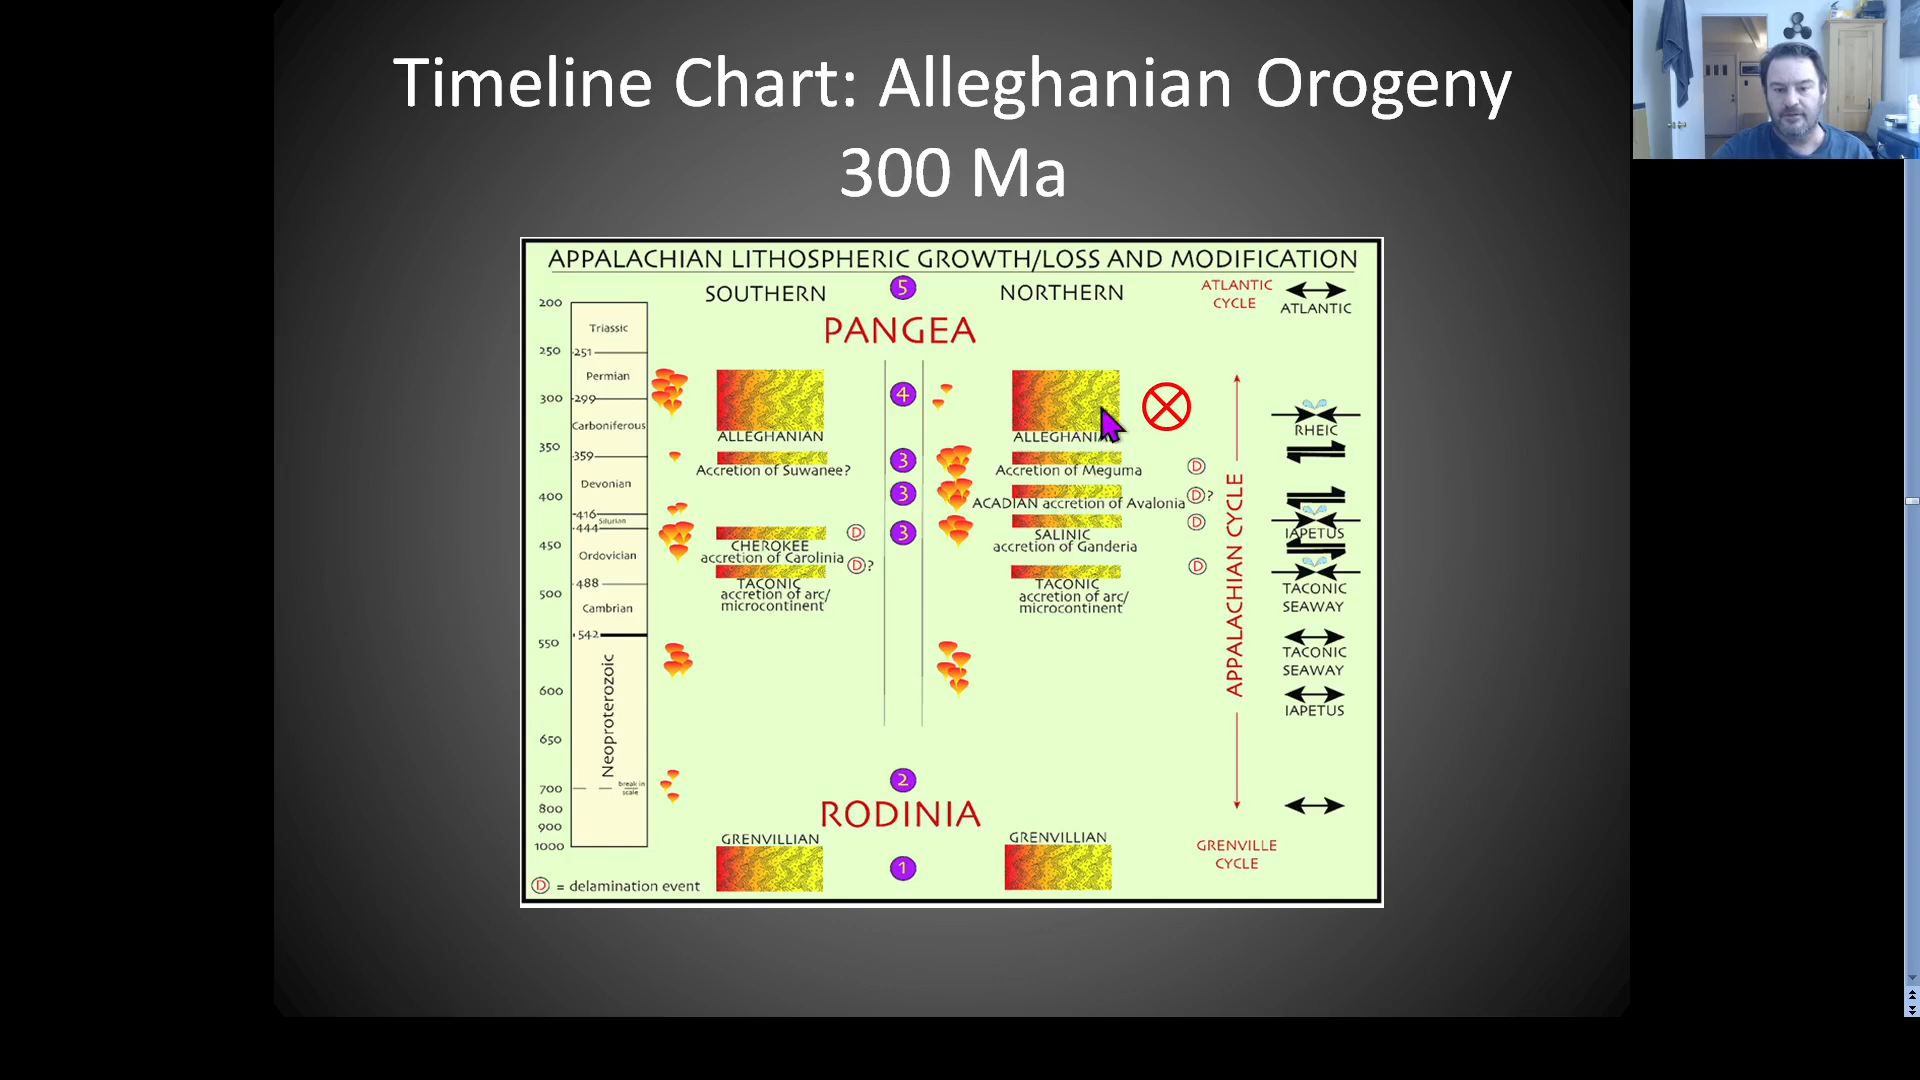 Timeline Chart: Alleghanian Orogeny
300 Ma
APPALACHIAN LITHOSPHERIC GROWTH/LOSS AND MODIFICATION
SOUTHERN
5
NORTHERN
ATLANTIC
CYCLE
ATLANTIC
PANGEA
200
Triassic
250
251
Permian
300
299
Carboniferous
350
359
Devonian
400
416
Silurian
444
450
Ordovician
488
500
Cambrian
542
550
600
Neoproterozoic
650
700
break in
scale
800
900
1000
ALLEGHANIAN
Accretion of Suwanee?
CHEROKEE
accretion of Carolinia
D
D?
TACONIC
accretion of arc/
microcontinent
4
3
3
3
ALLEGHANI
Accretion of Meguma
D
ACADIAN accretion of Avalonia
D?
SALINIC
D
accretion of Ganderia
D
TACONIC
accretion of arc/
microcontinent
APPALACHIAN CYCLE
RHEIC
IAPETUS
TACONIC
SEAWAY
TACONIC
SEAWAY
IAPETUS
2
RODINIA
GRENVILLIAN
1
GRENVILLIAN
GRENVILLE
CYCLE
D = delamination event